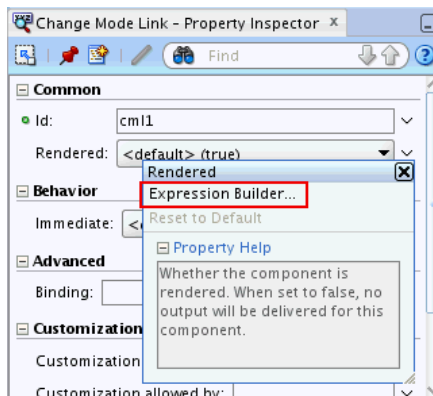 Change Mode Link - Property Inspector x
Find
Common
Id: cml1
Rendered: <default> (true)
Rendered
Expression Builder...
Behavior
Reset to Default
Immediate:
Property Help
Advanced
Whether the component is
Binding:
rendered. When set to false, no
output will be delivered for this
Customization
component.
Customization
Customization allowed by: